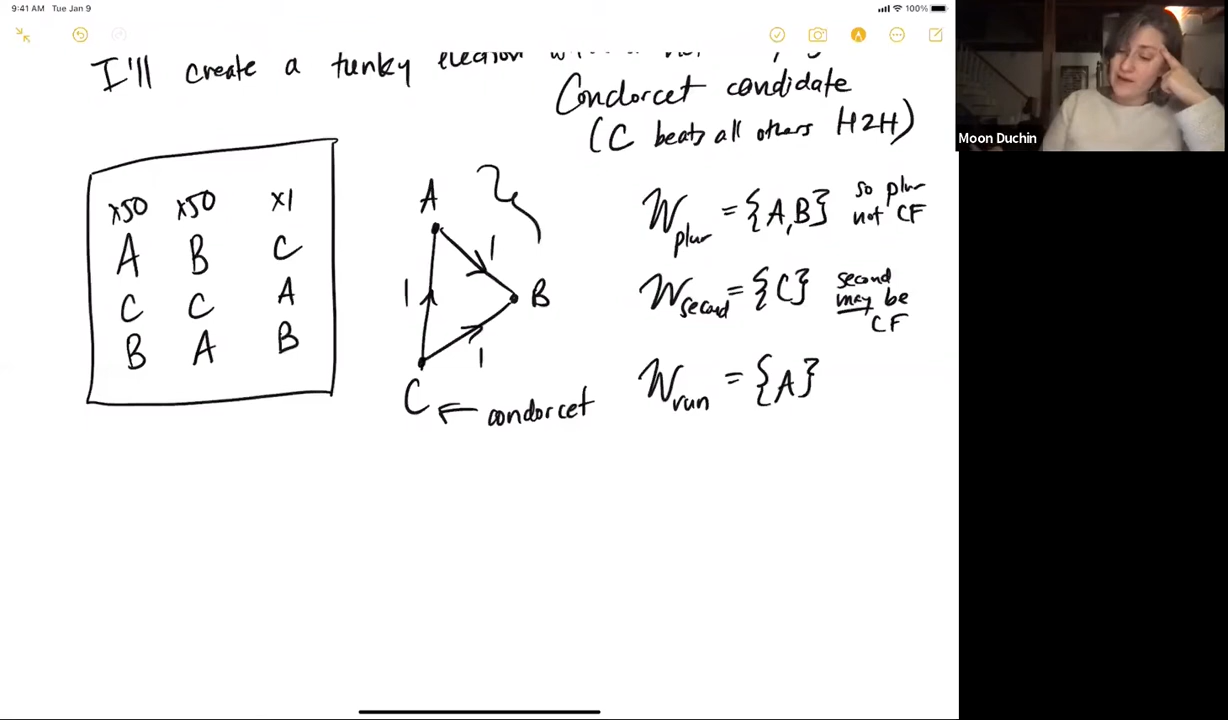 9:41 AM Tue Jan 9
100%
I'll create a funky election
Condorcet candidate
(C beats all others H2H)
Moon Duchin
x50 x50 x1
A B C
C C A
B A B
A
1
1
B
1
C ← condorcet
W plur = {A,B} so plur not CF
W second = {C} second may be CF
W run = {A}